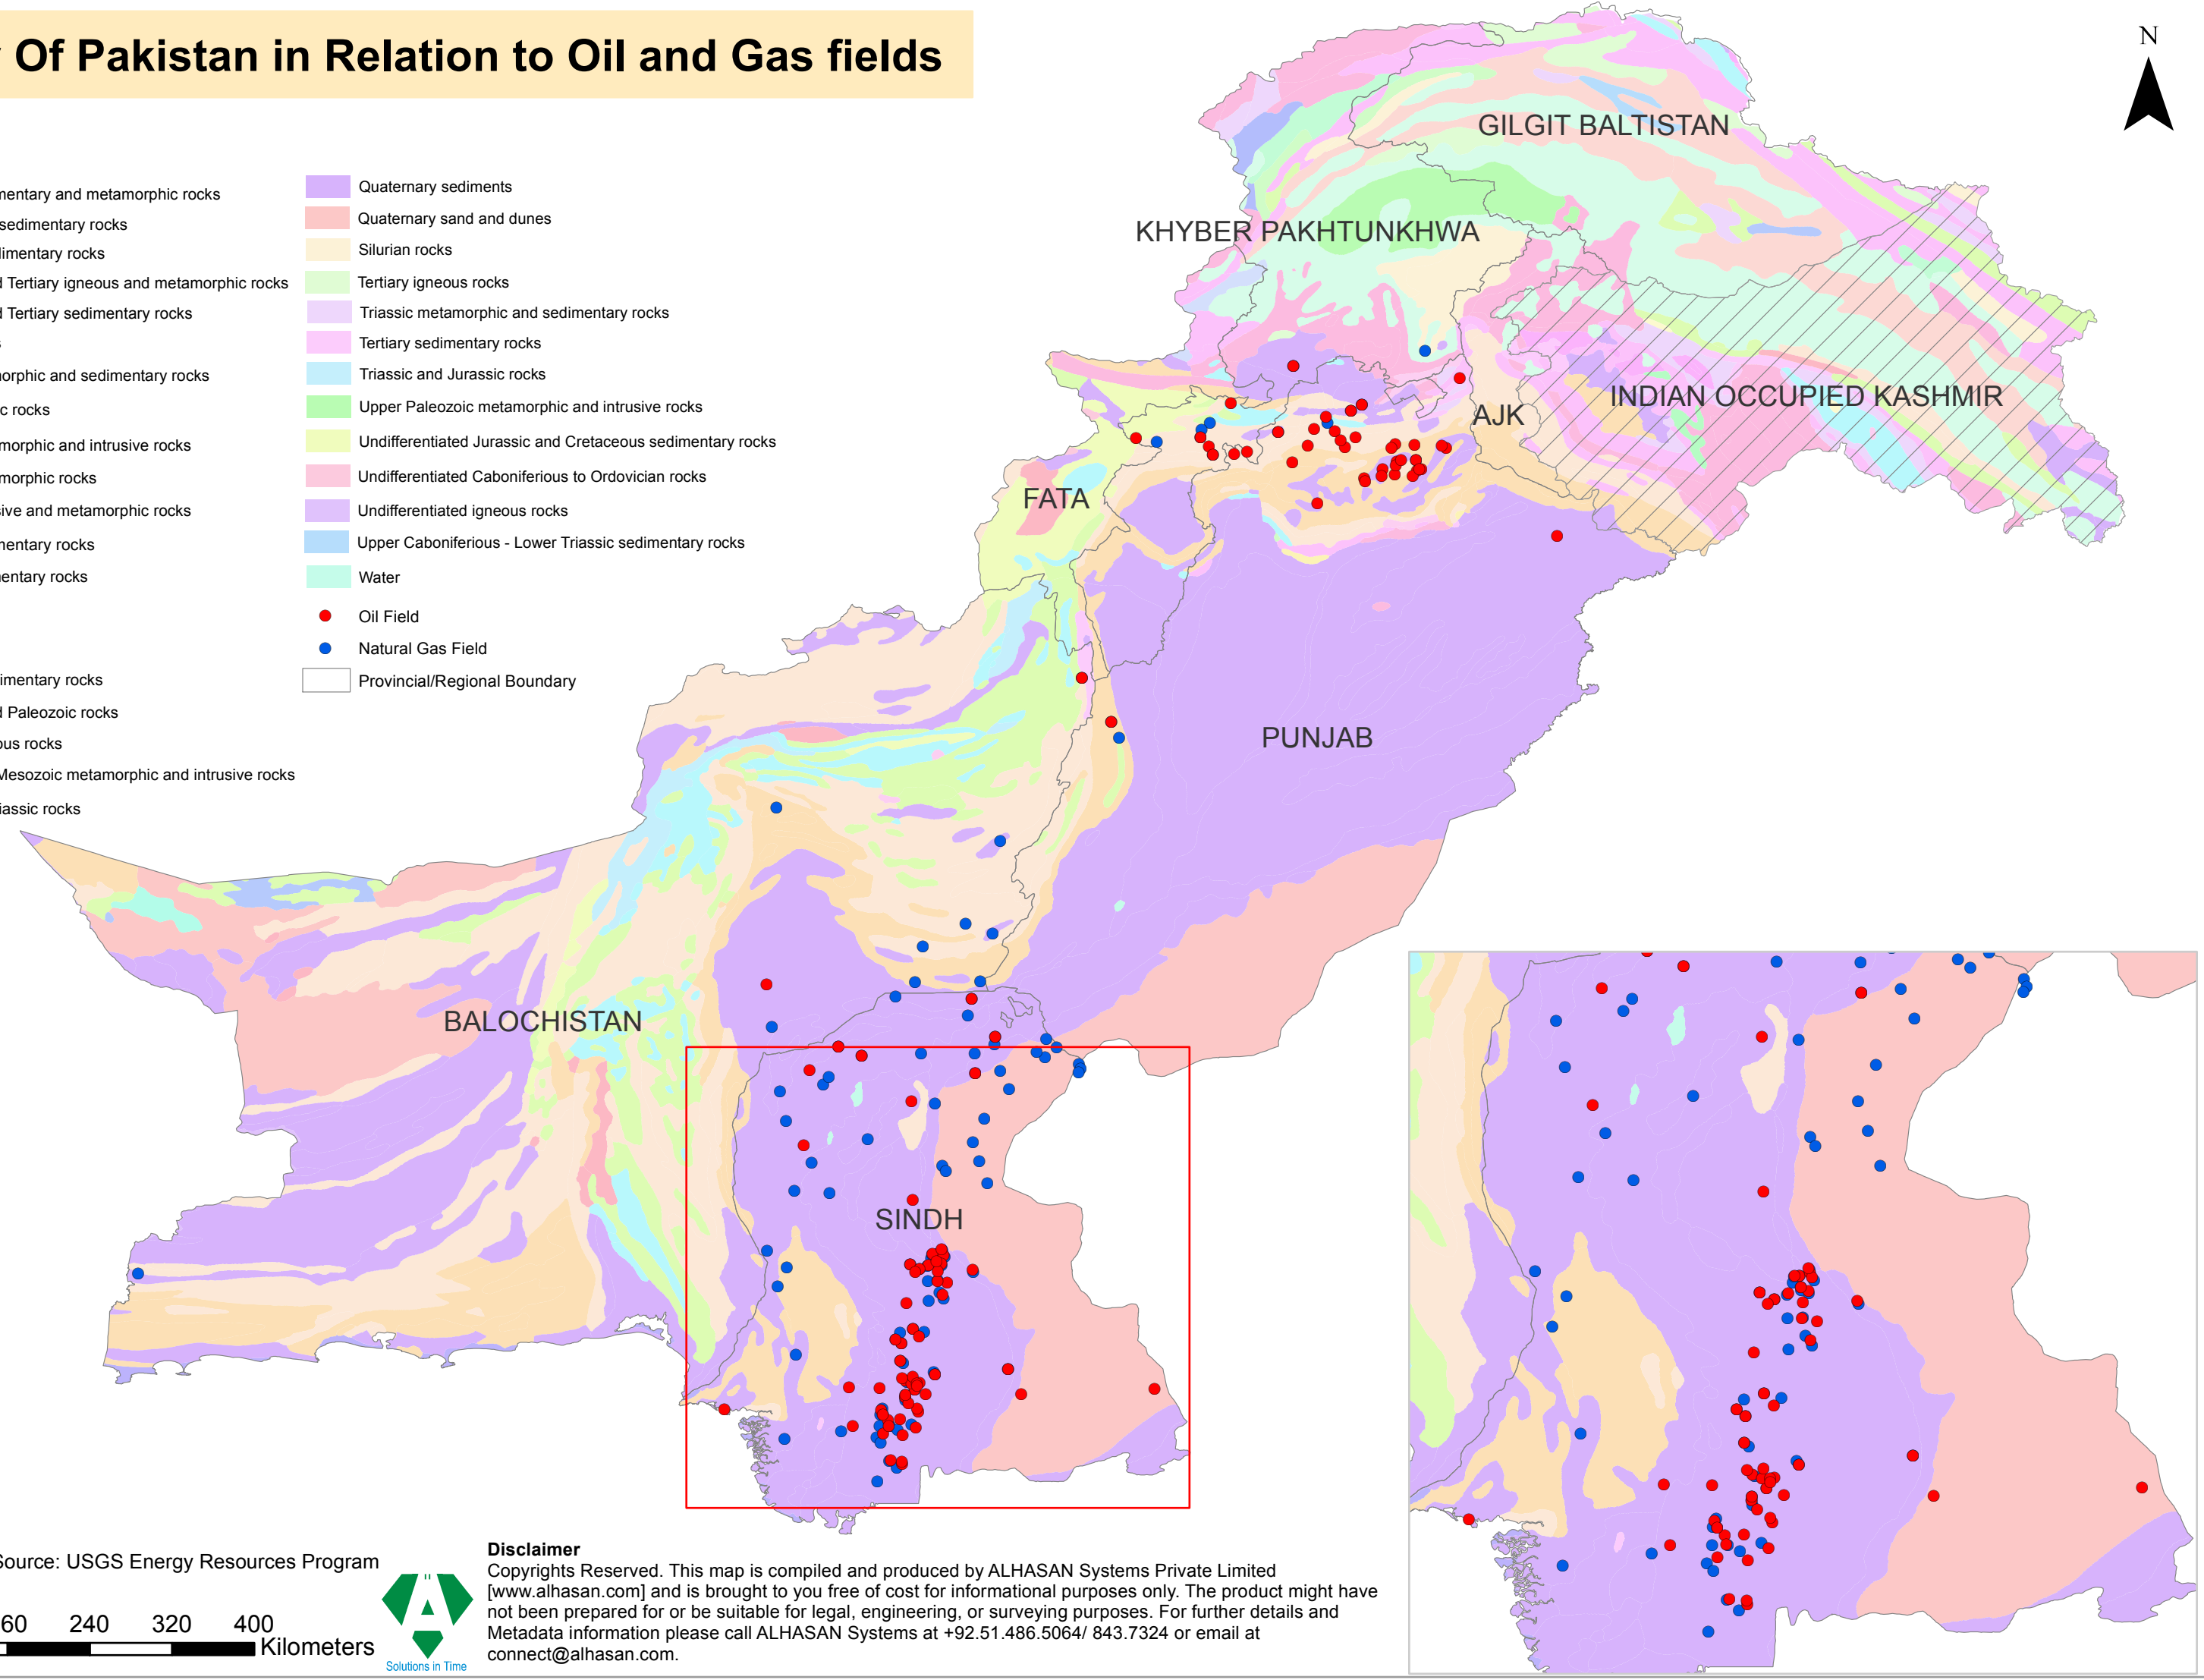 Of Pakistan in Relation to Oil and Gas fields
N
mentary and metamorphic rocks
sedimentary rocks
limentary rocks
d Tertiary igneous and metamorphic rocks
d Tertiary sedimentary rocks
s
orphic and sedimentary rocks
c rocks
morphic and intrusive rocks
morphic rocks
sive and metamorphic rocks
nentary rocks
entary rocks
imentary rocks
d Paleozoic rocks
ous rocks
Mesozoic metamorphic and intrusive rocks
iassic rocks
Quaternary sediments
Quaternary sand and dunes
Silurian rocks
Tertiary igneous rocks
Triassic metamorphic and sedimentary rocks
Tertiary sedimentary rocks
Triassic and Jurassic rocks
Upper Paleozoic metamorphic and intrusive rocks
Undifferentiated Jurassic and Cretaceous sedimentary rocks
Undifferentiated Caboniferious to Ordovician rocks
Undifferentiated igneous rocks
Upper Caboniferious - Lower Triassic sedimentary rocks
Water
Oil Field
Natural Gas Field
Provincial/Regional Boundary
GILGIT BALTISTAN
KHYBER PAKHTUNKHWA
INDIAN OCCUPIED KASHMIR
AJK
FATA
PUNJAB
BALOCHISTAN
SINDH
Source: USGS Energy Resources Program
60 240 320 400
Kilometers
A
Solutions in Time
Disclaimer
Copyrights Reserved. This map is compiled and produced by ALHASAN Systems Private Limited
[www.alhasan.com] and is brought to you free of cost for informational purposes only. The product might have
not been prepared for or be suitable for legal, engineering, or surveying purposes. For further details and
Metadata information please call ALHASAN Systems at +92.51.486.5064/ 843.7324 or email at
connect@alhasan.com.